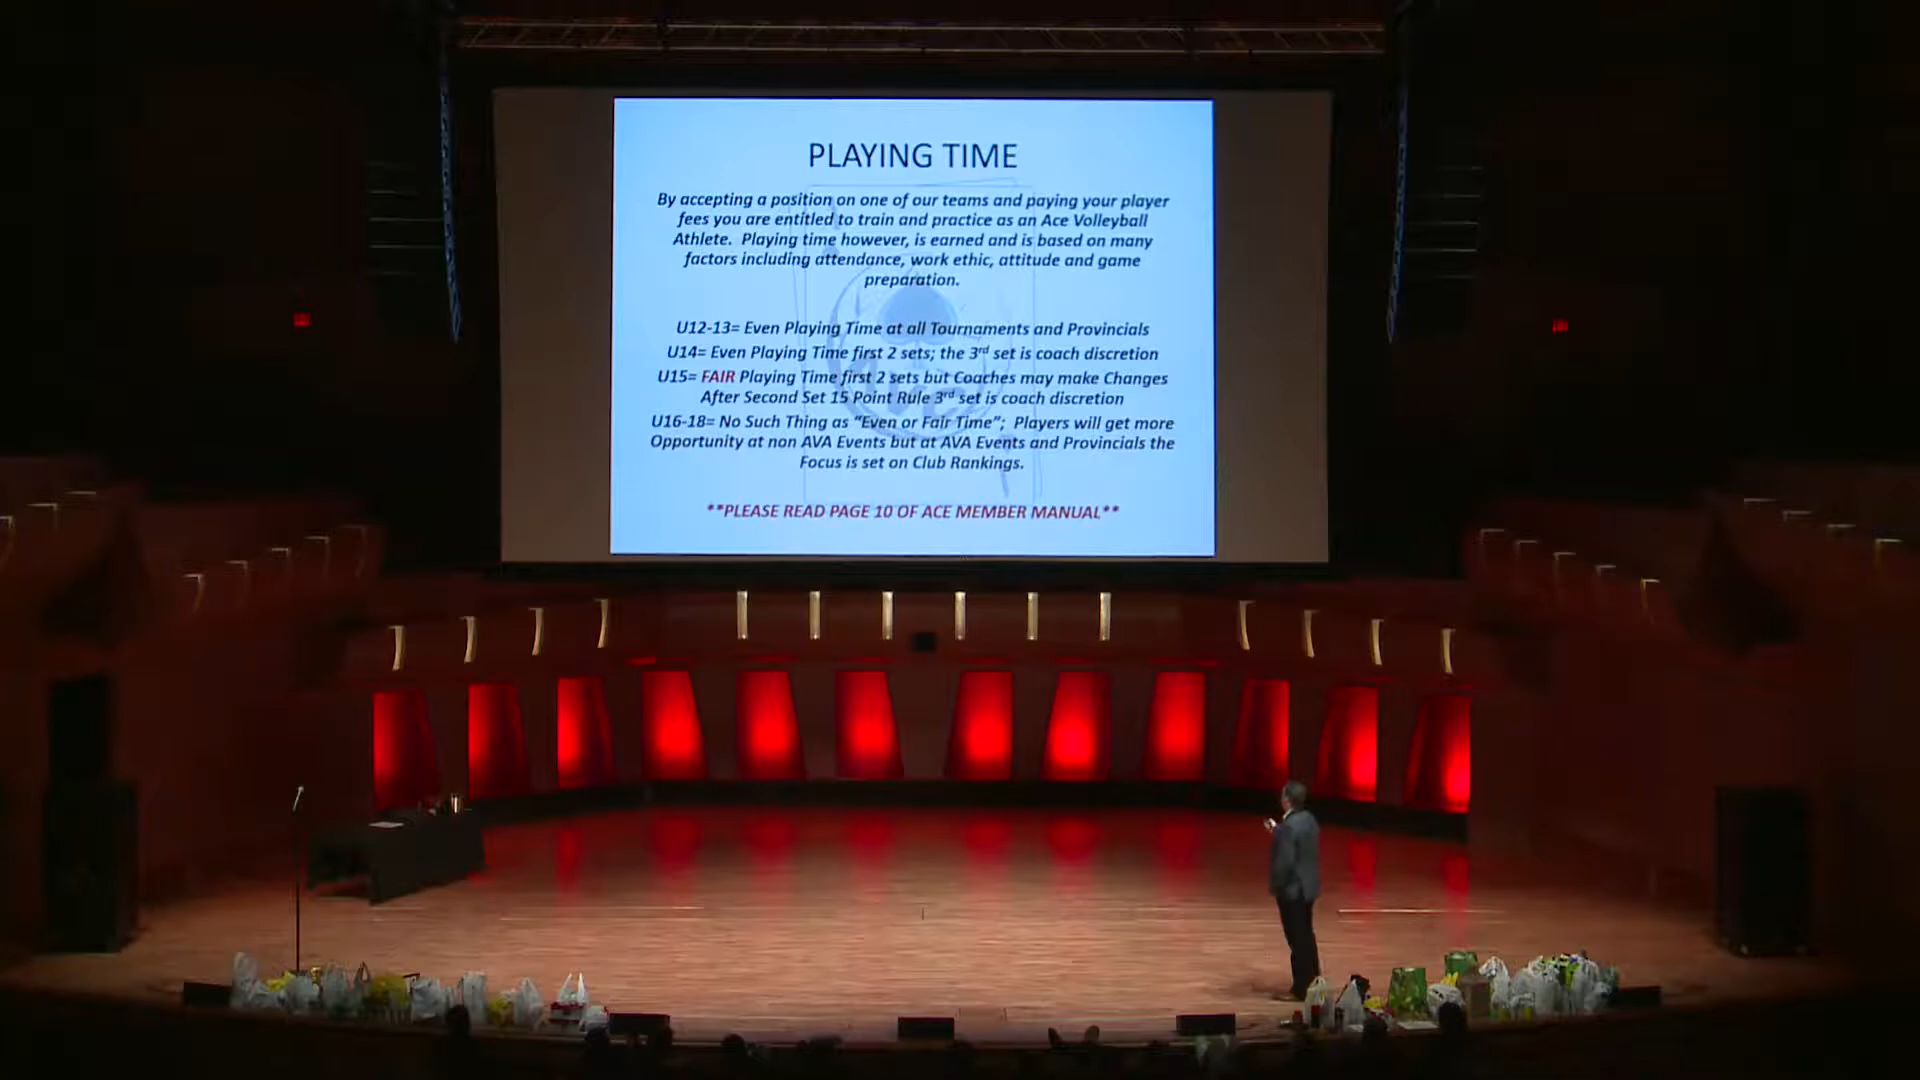 PLAYING TIME
By accepting a position on one of our teams and paying your player
fees you are entitled to train and practice as an Ace Volleyball
Athlete. Playing time however, is earned and is based on many
factors including attendance, work ethic, attitude and game
preparation.
U12-13= Even Playing Time at all Tournaments and Provincials
U14= Even Playing Time first 2 sets; the 3rd set is coach discretion
U15= FAIR Playing Time first 2 sets but Coaches may make Changes
After Second Set 15 Point Rule 3rd set is coach discretion
U16-18= No Such Thing as “Even or Fair Time”; Players will get more
Opportunity at non AVA Events but at AVA Events and Provincials the
Focus is set on Club Rankings.
**PLEASE READ PAGE 10 OF ACE MEMBER MANUAL**